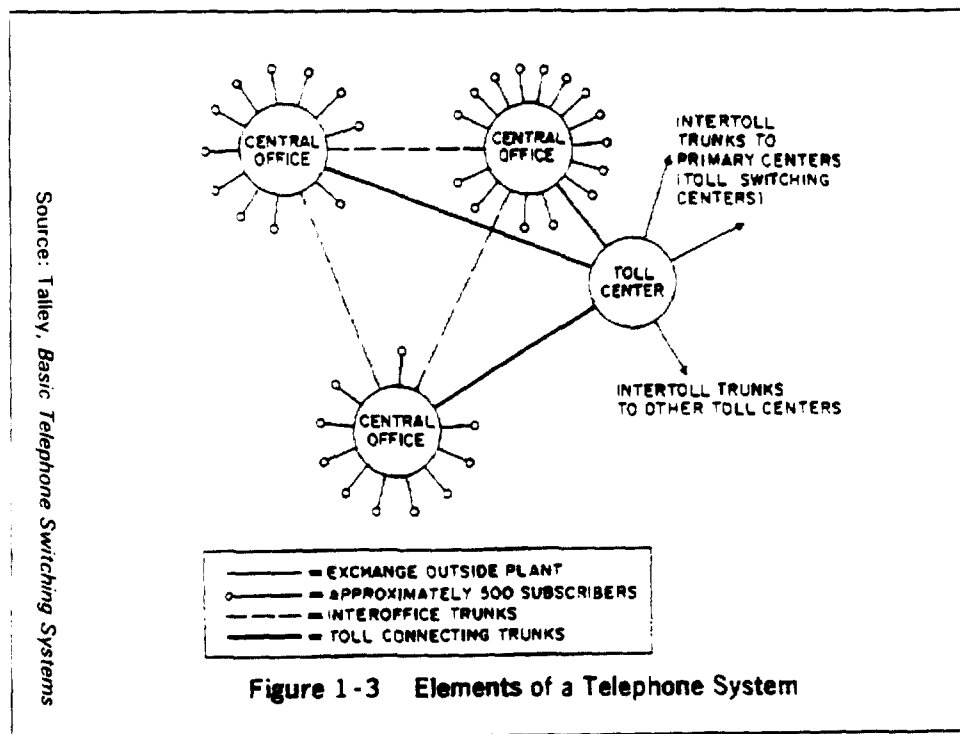 CENTRAL
OFFICE
CENTRAL
OFFICE
INTERTOLL
TRUNKS TO
PRIMARY CENTERS
(TOLL SWITCHING
CENTERS)
TOLL
CENTER
INTERTOLL TRUNKS
TO OTHER TOLL CENTERS
CENTRAL
OFFICE
= EXCHANGE OUTSIDE PLANT
= APPROXIMATELY 500 SUBSCRIBERS
= INTEROFFICE TRUNKS
= TOLL CONNECTING TRUNKS
Figure 1-3 Elements of a Telephone System
Source: Talley, Basic Telephone Switching Systems